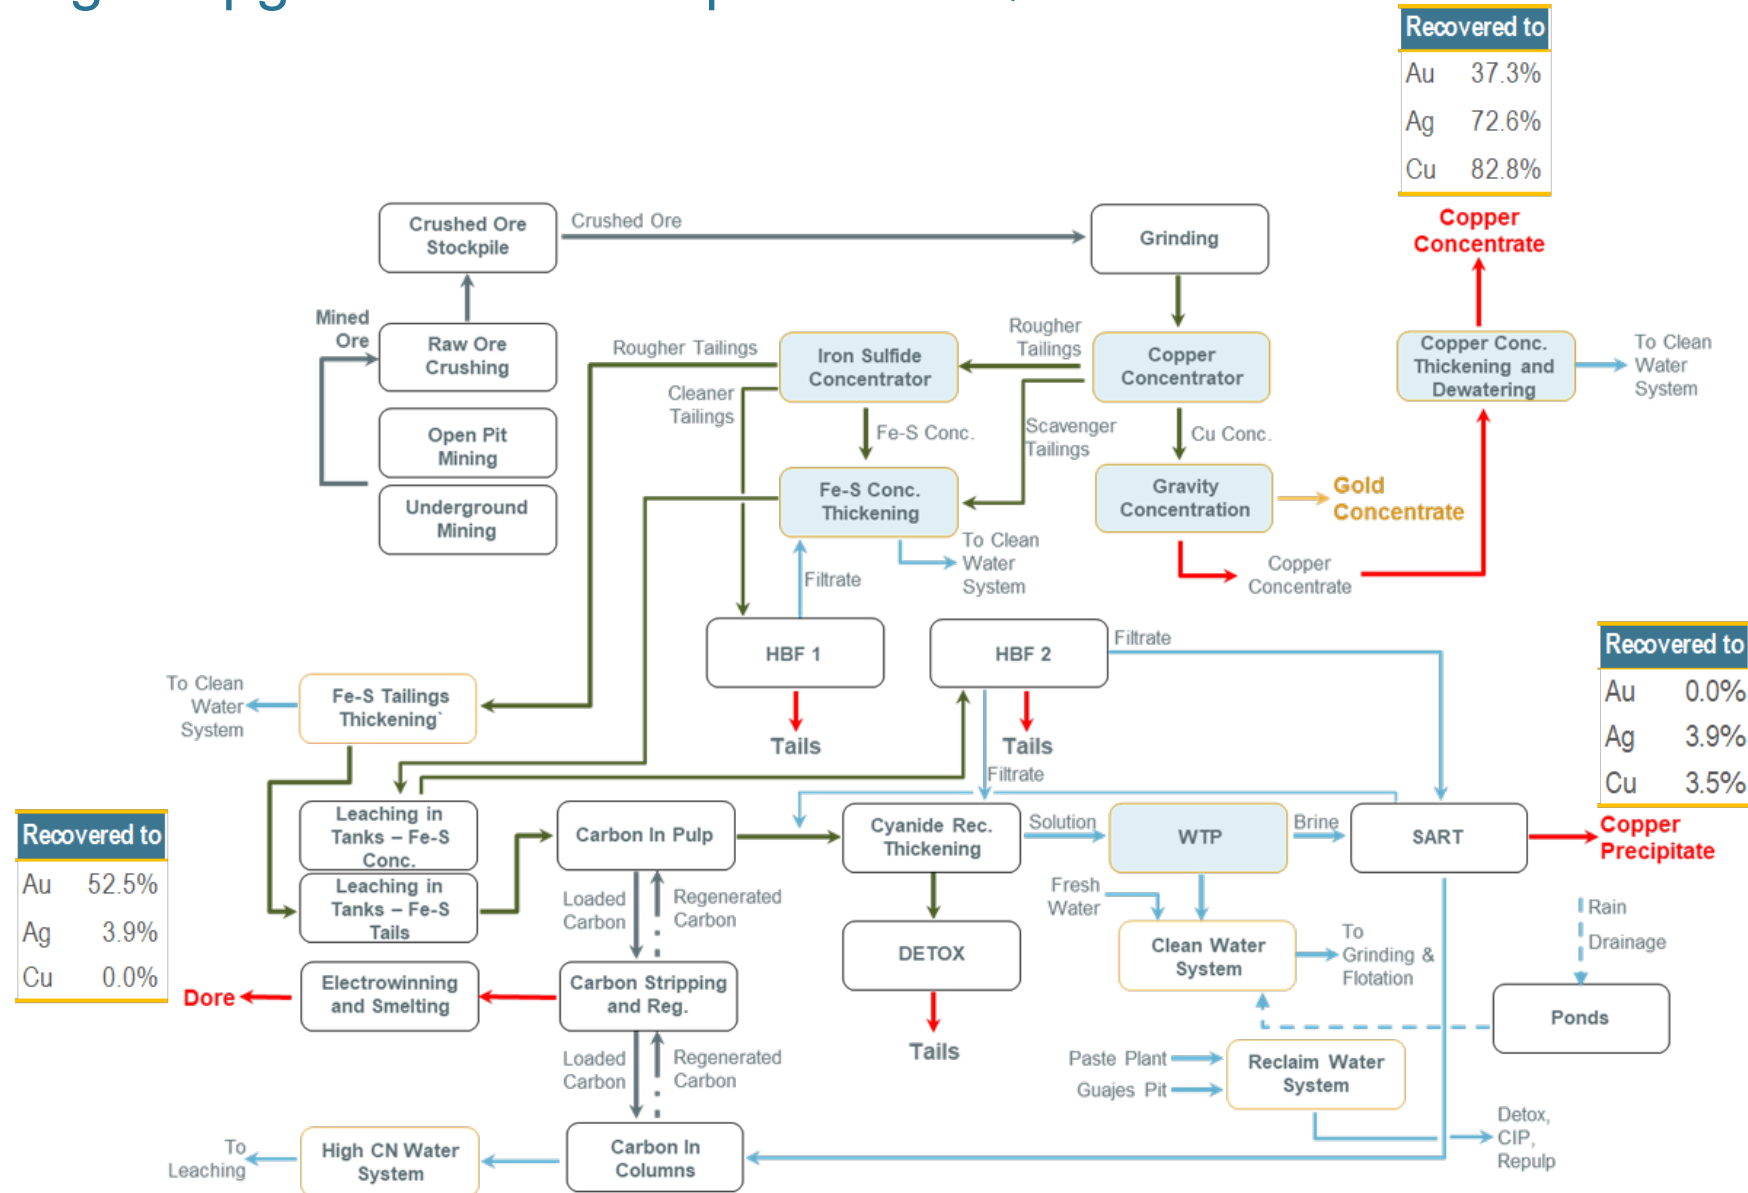 Recovered to
Au 37.3%
Ag 72.6%
Cu 82.8%
Copper
Concentrate
Crushed Ore
Stockpile
Crushed Ore
Grinding
Mined
Ore
Raw Ore
Crushing
Rougher Tailings
Iron Sulfide
Concentrator
Rougher
Tailings
Copper
Concentrator
Copper Conc.
Thickening and
Dewatering
To Clean
Water
System
Cleaner
Tailings
Open Pit
Mining
Fe-S Conc.
Scavenger
Tailings
Cu Conc.
Underground
Mining
Fe-S Conc.
Thickening
Gravity
Concentration
Gold
Concentrate
To Clean
Water
System
Filtrate
Copper
Concentrate
HBF 1
HBF 2
Filtrate
Recovered to
Au 0.0%
Ag 3.9%
Cu 3.5%
Copper
Precipitate
To Clean
Water
System
Fe-S Tailings
Thickening`
Tails
Tails
Filtrate
Recovered to
Au 52.5%
Ag 3.9%
Cu 0.0%
Leaching in
Tanks – Fe-S
Conc.
Leaching in
Tanks – Fe-S
Tails
Carbon In Pulp
Cyanide Rec.
Thickening
Solution
WTP
Brine
SART
Loaded
Carbon
Regenerated
Carbon
Fresh
Water
Rain
Drainage
DETOX
Clean Water
System
To
Grinding &
Flotation
Dore
Electrowinning
and Smelting
Carbon Stripping
and Reg.
Ponds
Tails
Loaded
Carbon
Regenerated
Carbon
Paste Plant
Guajes Pit
Reclaim Water
System
Detox,
CIP,
Repulp
To
Leaching
High CN Water
System
Carbon In
Columns